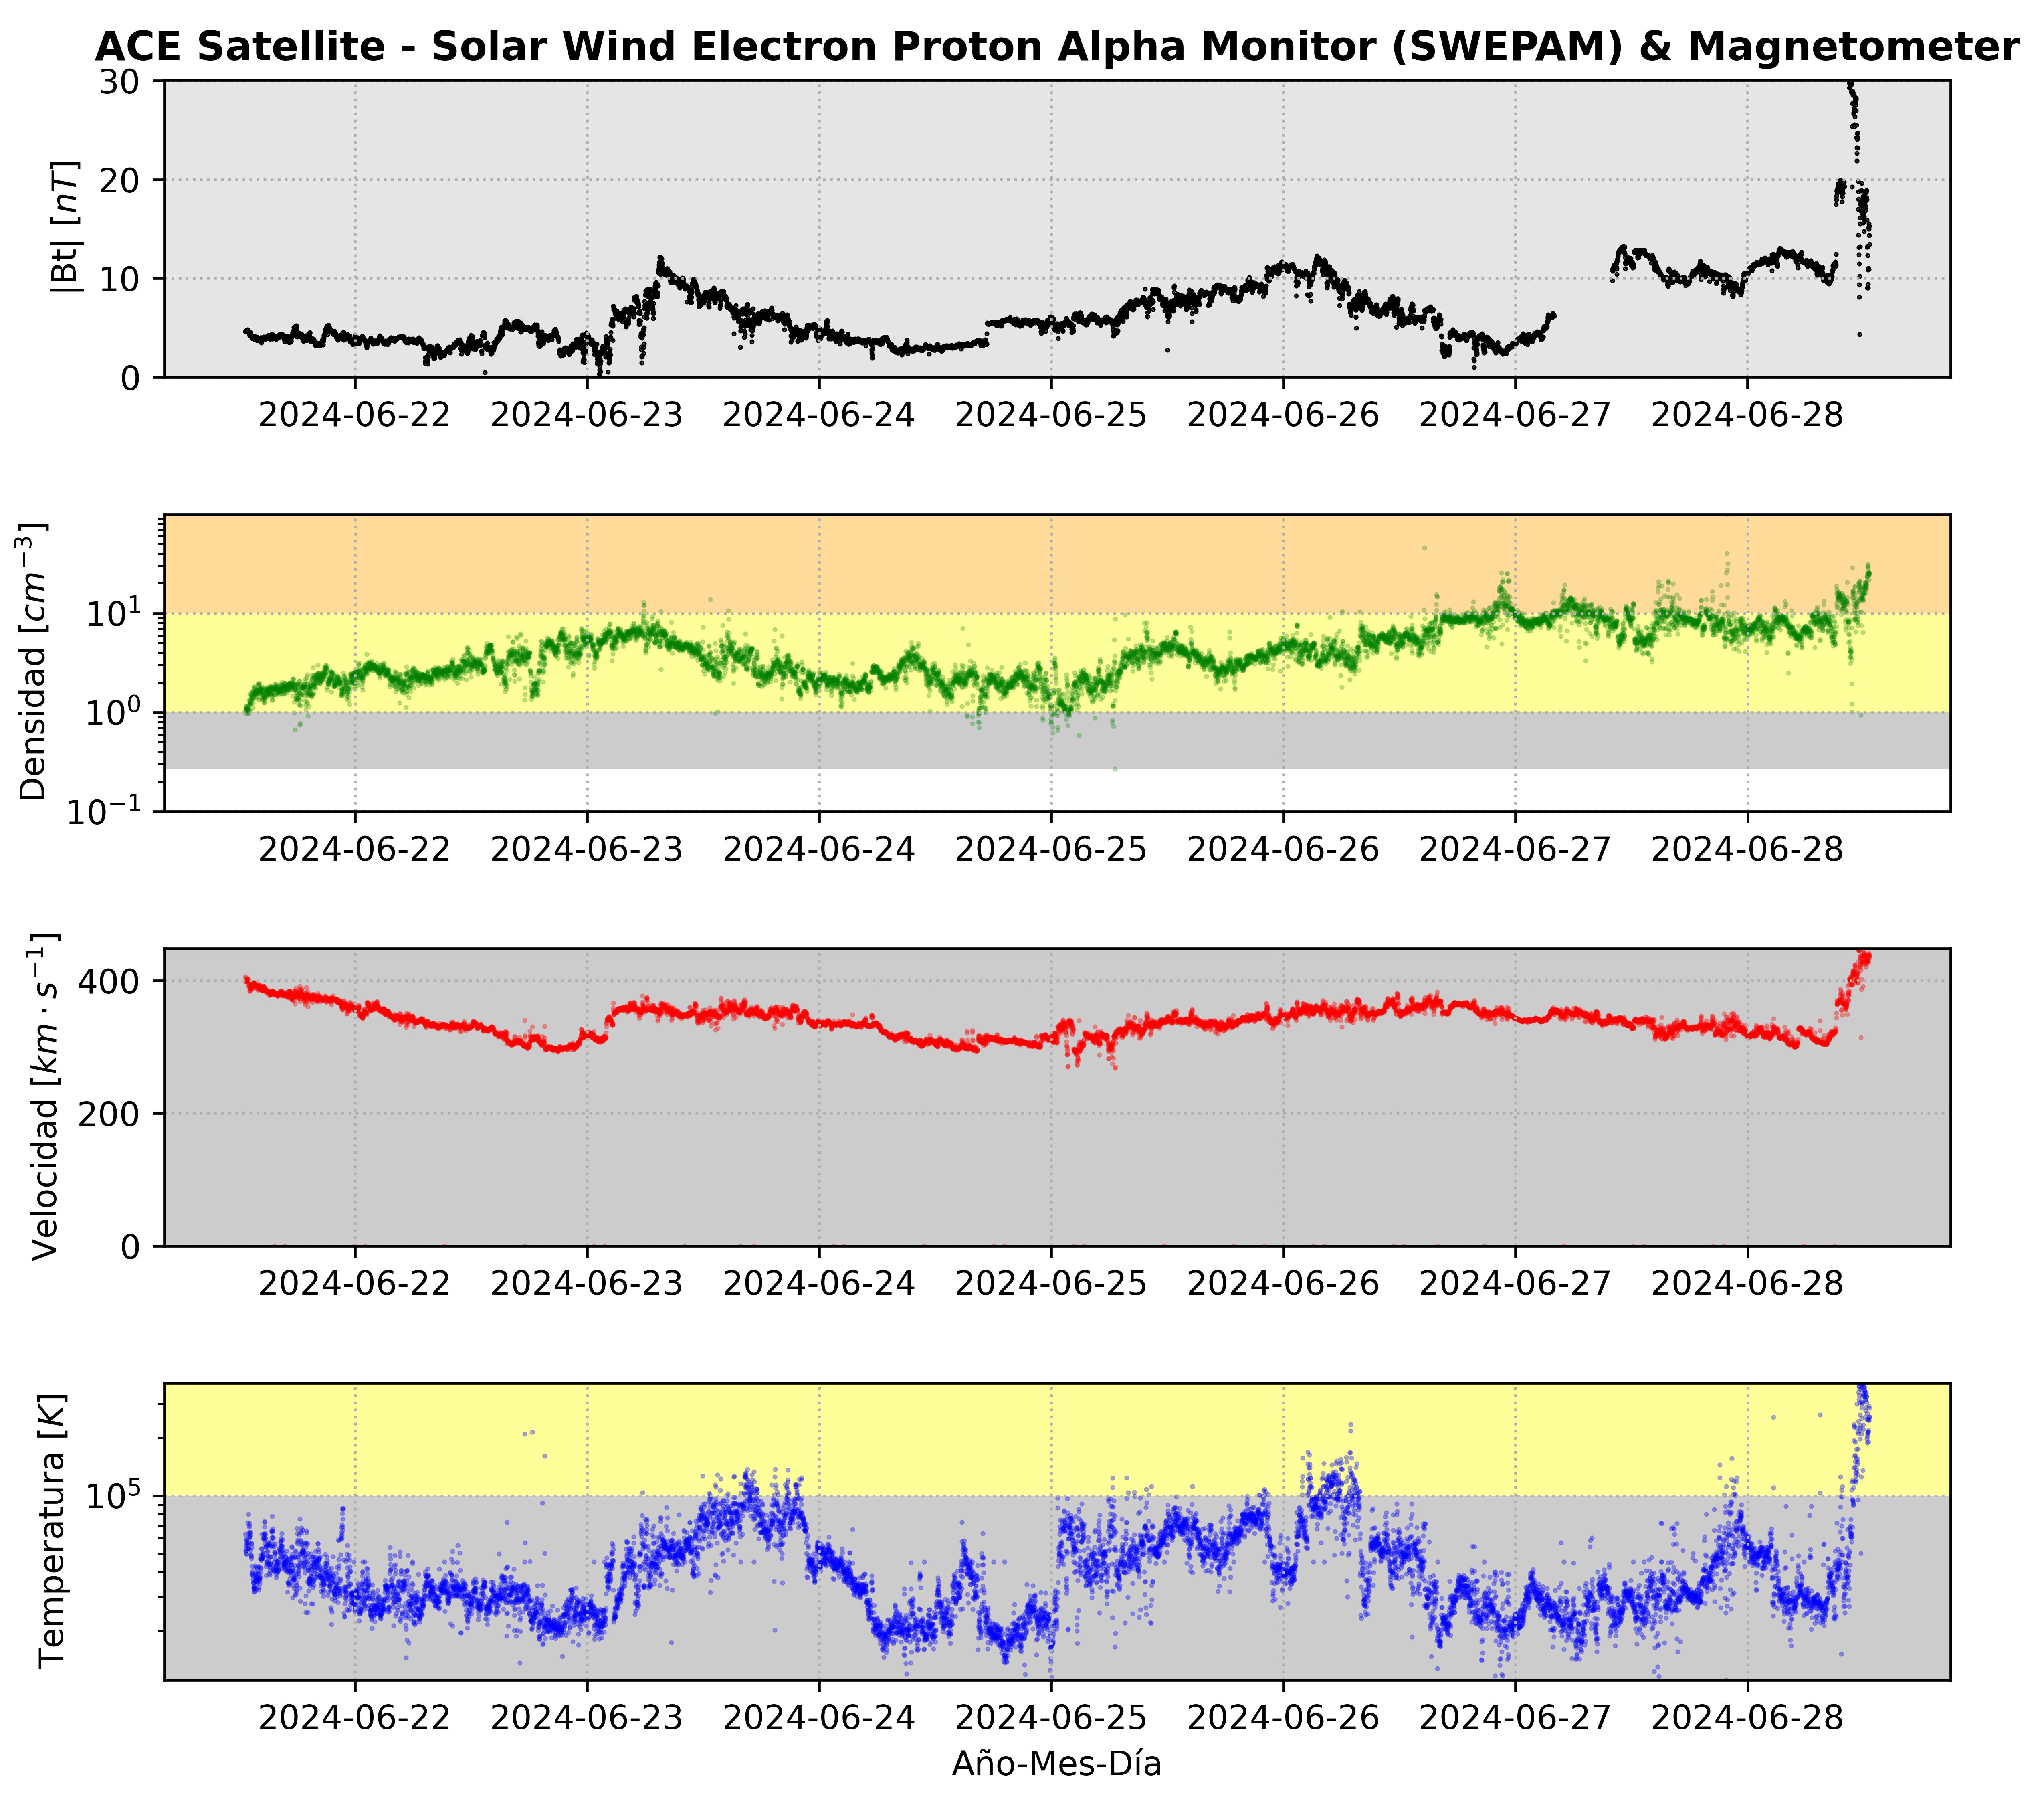 ACE Satellite - Solar Wind Electron Proton Alpha Monitor (SWEPAM) & Magnetometer
|Bt| [nT]
30
20
10
0
2024-06-22 2024-06-23 2024-06-24 2024-06-25 2024-06-26 2024-06-27 2024-06-28
Densidad [cm⁻³]
10¹
10⁰
10⁻¹
2024-06-22 2024-06-23 2024-06-24 2024-06-25 2024-06-26 2024-06-27 2024-06-28
Velocidad [km · s⁻¹]
400
200
0
2024-06-22 2024-06-23 2024-06-24 2024-06-25 2024-06-26 2024-06-27 2024-06-28
Temperatura [K]
10⁵
2024-06-22 2024-06-23 2024-06-24 2024-06-25 2024-06-26 2024-06-27 2024-06-28
Año-Mes-Día